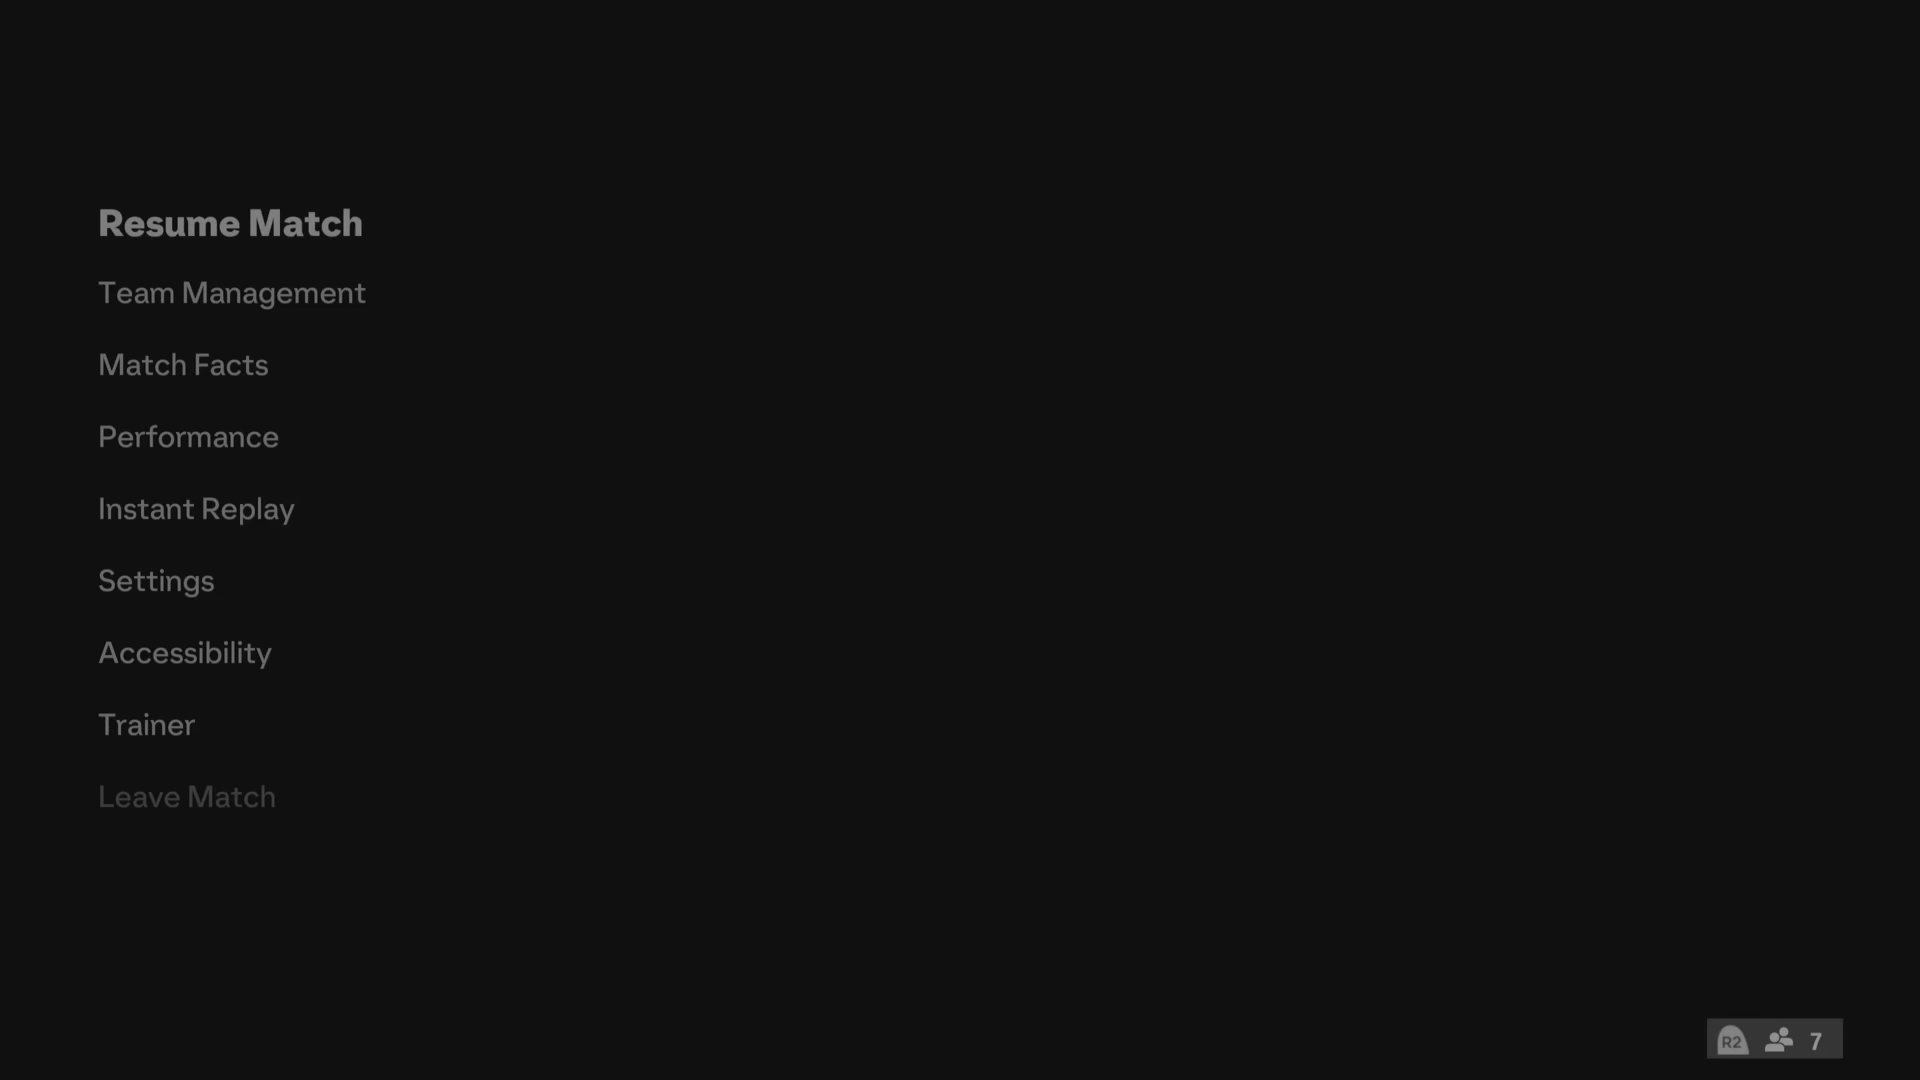 Resume Match
Team Management
Match Facts
Performance
Instant Replay
Settings
Accessibility
Trainer
Leave Match
R2 7